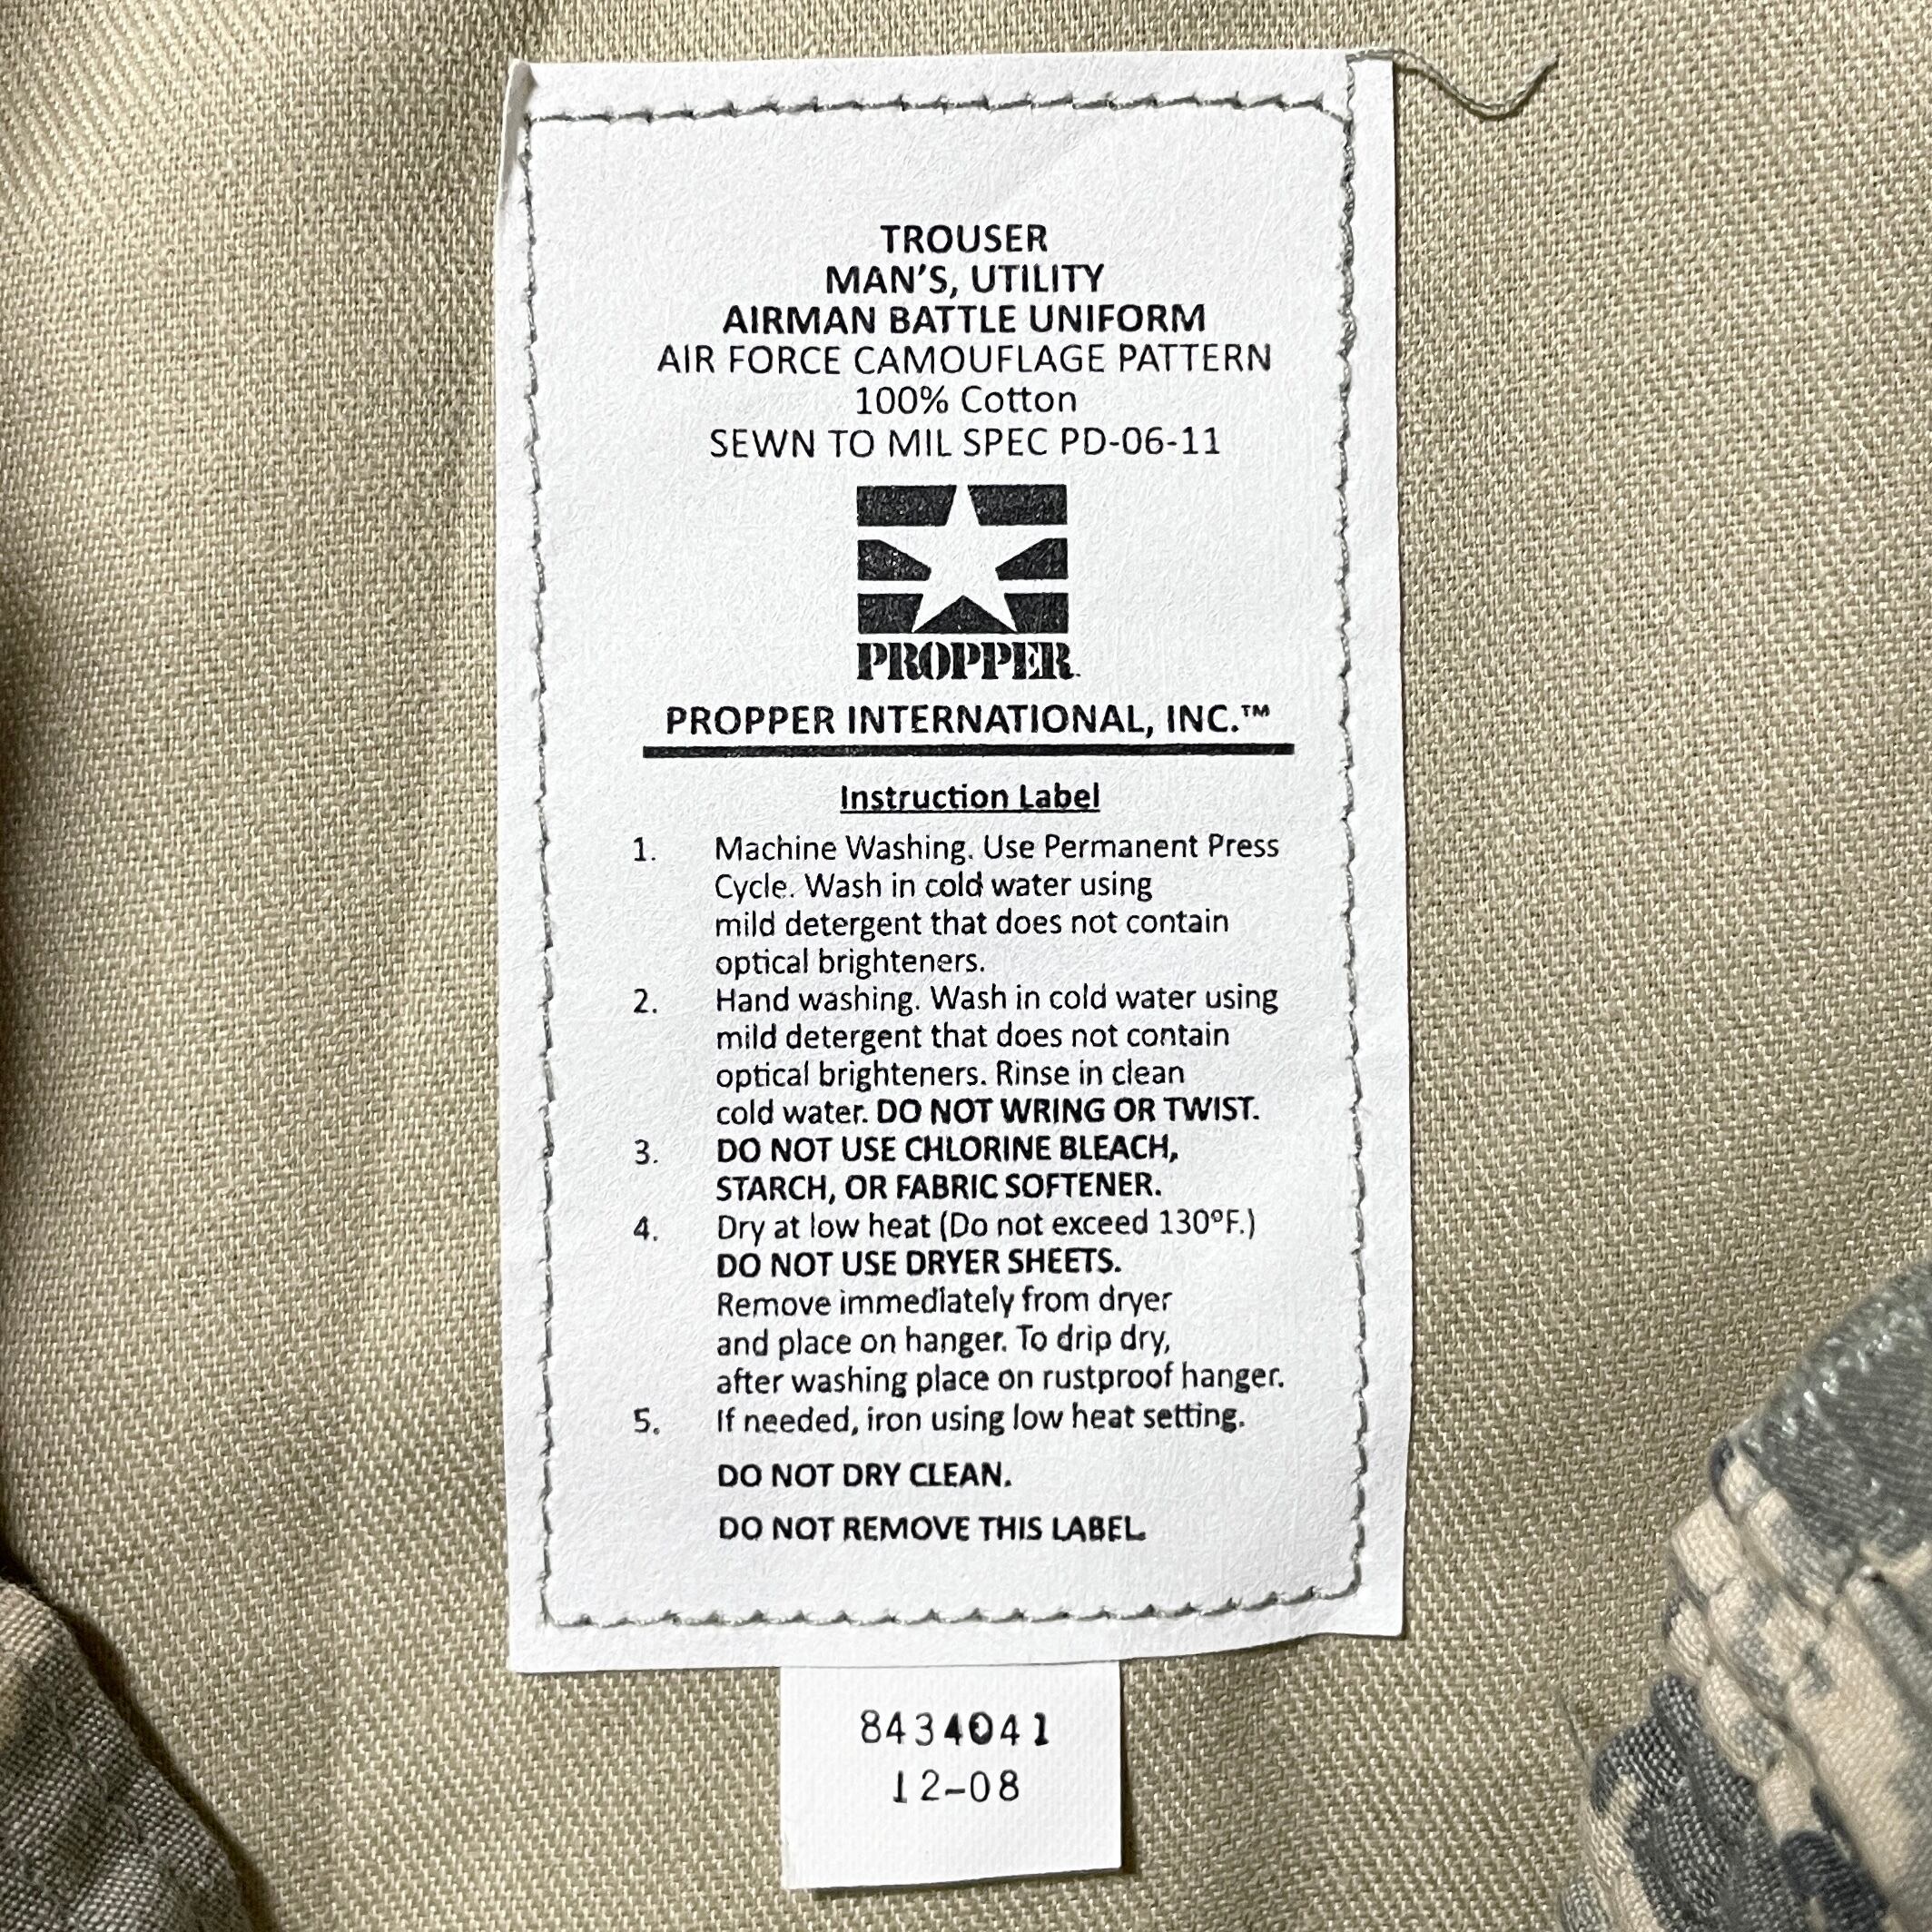 TROUSER
MAN'S, UTILITY
AIRMAN BATTLE UNIFORM
AIR FORCE CAMOUFLAGE PATTERN
100% Cotton
SEWN TO MIL SPEC PD-06-11
PROPPER
PROPPER INTERNATIONAL, INC.™
Instruction Label
1. Machine Washing. Use Permanent Press
Cycle. Wash in cold water using
mild detergent that does not contain
optical brighteners.
2. Hand washing. Wash in cold water using
mild detergent that does not contain
optical brighteners. Rinse in clean
cold water. DO NOT WRING OR TWIST.
3. DO NOT USE CHLORINE BLEACH,
STARCH, OR FABRIC SOFTENER.
4. Dry at low heat (Do not exceed 130ºF.)
DO NOT USE DRYER SHEETS.
Remove immediately from dryer
and place on hanger. To drip dry,
after washing place on rustproof hanger.
5. If needed, iron using low heat setting.
DO NOT DRY CLEAN.
DO NOT REMOVE THIS LABEL.
8434041
12-08